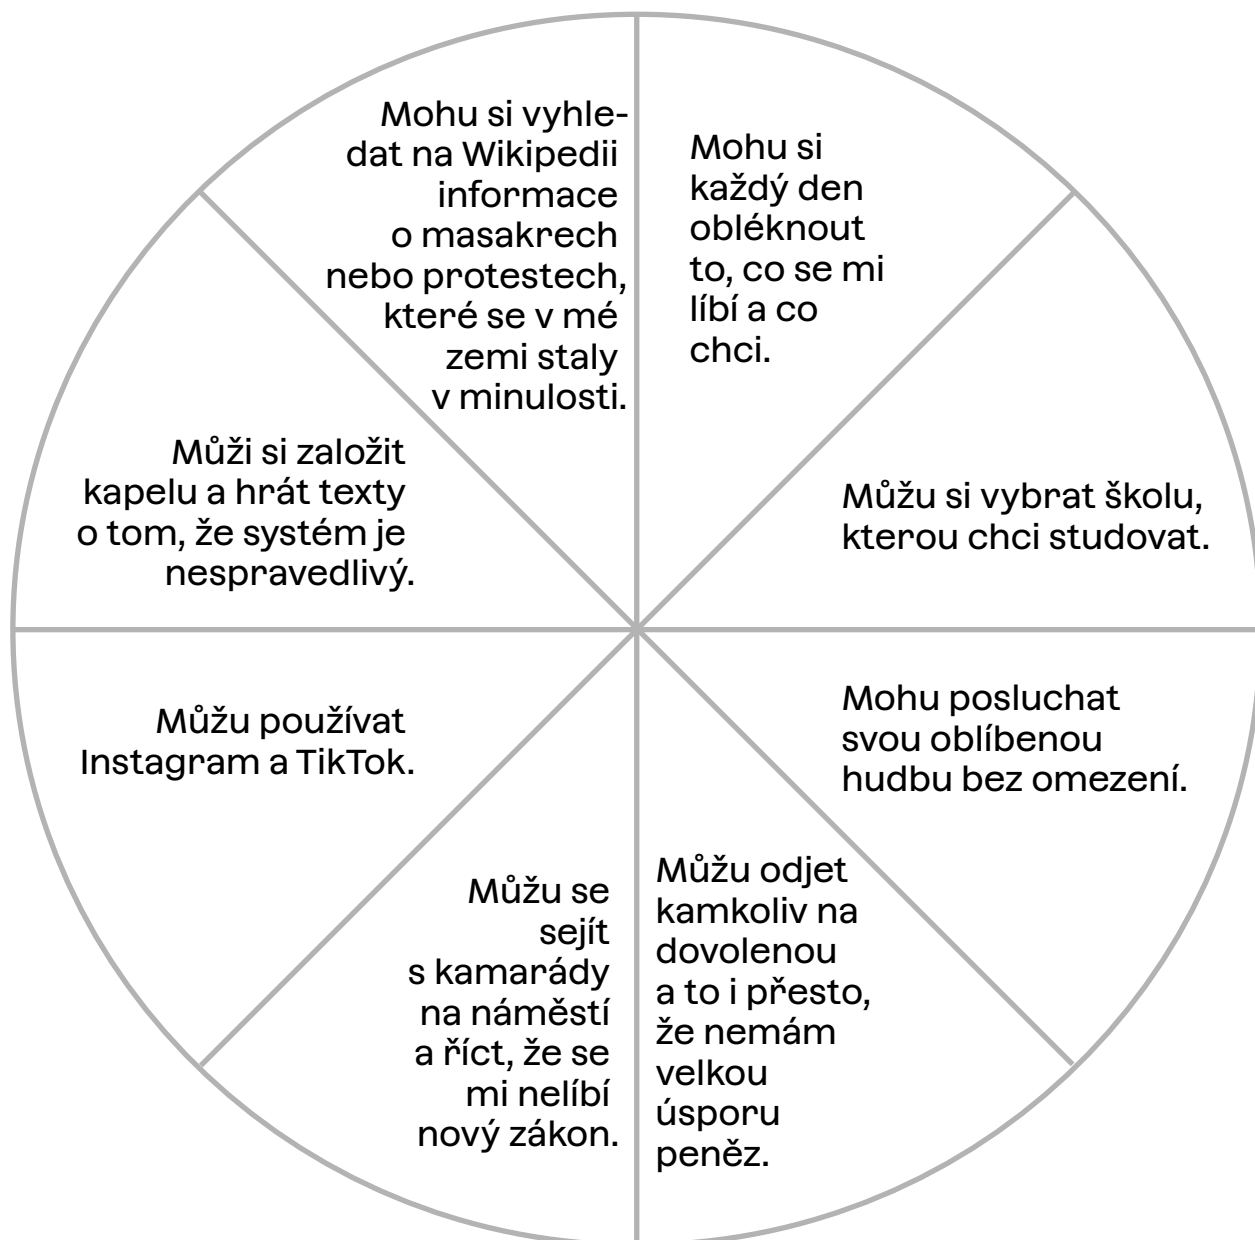 Mohu si vyhle-
dat na Wikipedii
informace
o masakrech
nebo protestech,
které se v mé
zemi staly
v minulosti.
Mohu si
každý den
obléknout
to, co se mi
líbí a co
chci.
Můži si založit
kapelu a hrát texty
o tom, že systém je
nespravedlivý.
Můžu si vybrat školu,
kterou chci studovat.
Můžu používat
Instagram a TikTok.
Mohu posluchat
svou oblíbenou
hudbu bez omezení.
Můžu se
sejít
s kamarády
na náměstí
a říct, že se
mi nelíbí
nový zákon.
Můžu odjet
kamkoliv na
dovolenou
a to i přesto,
že nemám
velkou
úsporu
peněz.